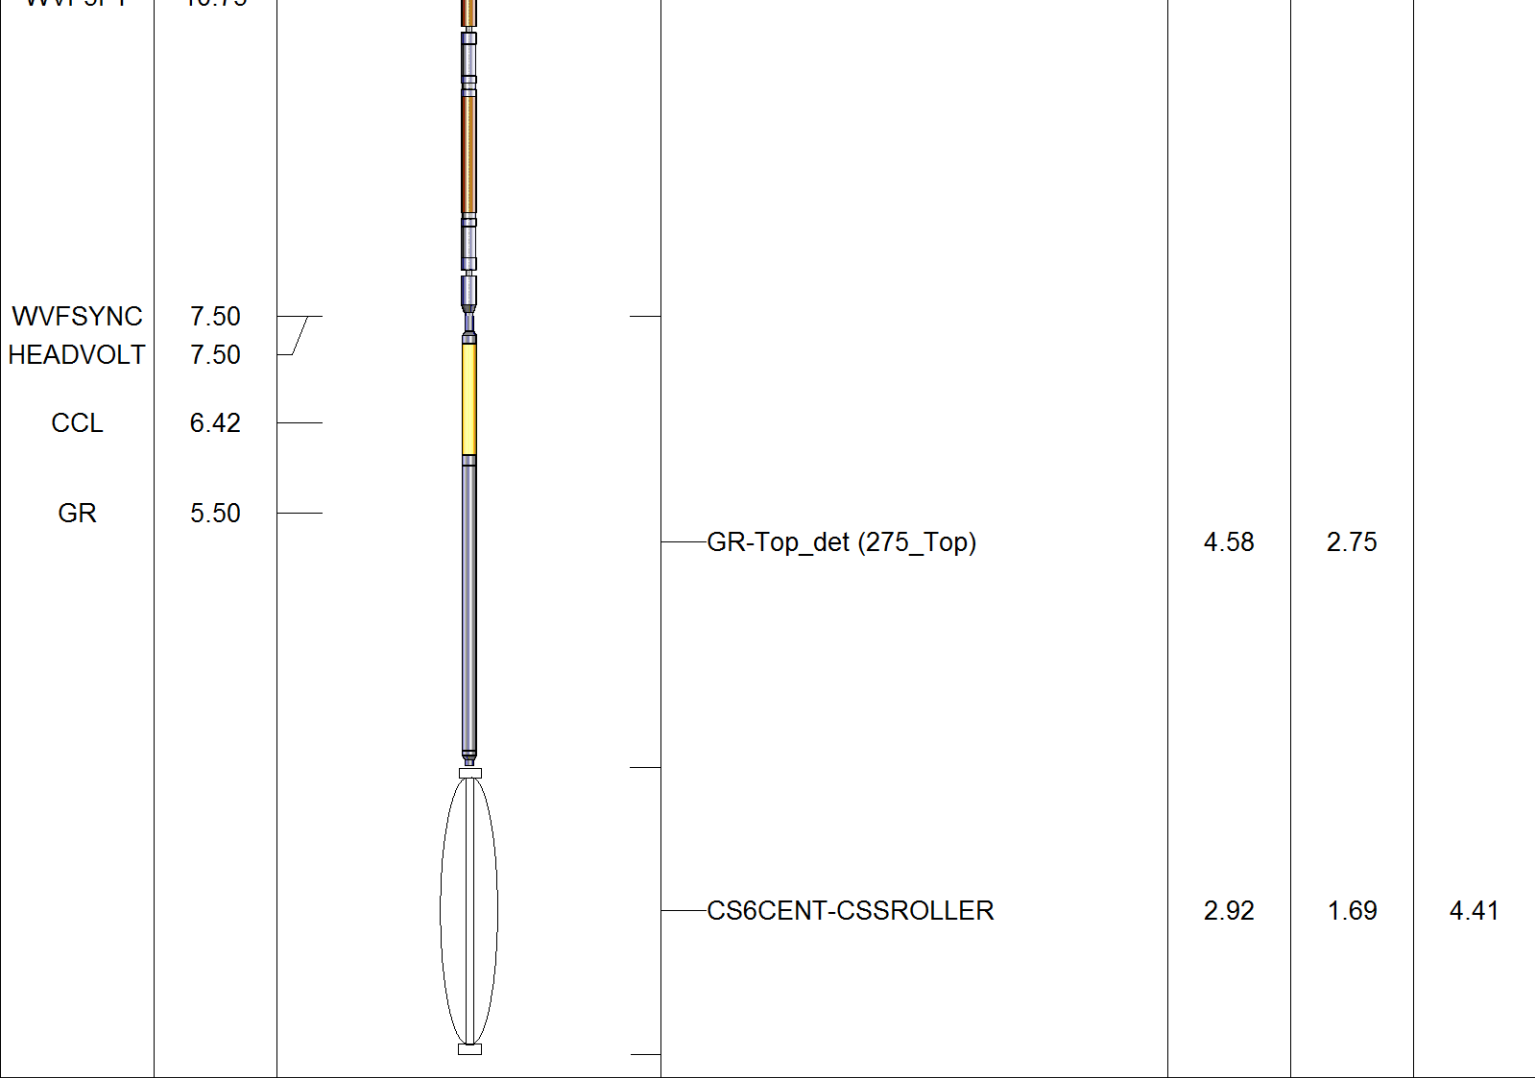 WVFSYNC 7.50
HEADVOLT 7.50
CCL 6.42
GR 5.50
GR-Top_det (275_Top) 4.58 2.75
CS6CENT-CSSROLLER 2.92 1.69 4.41